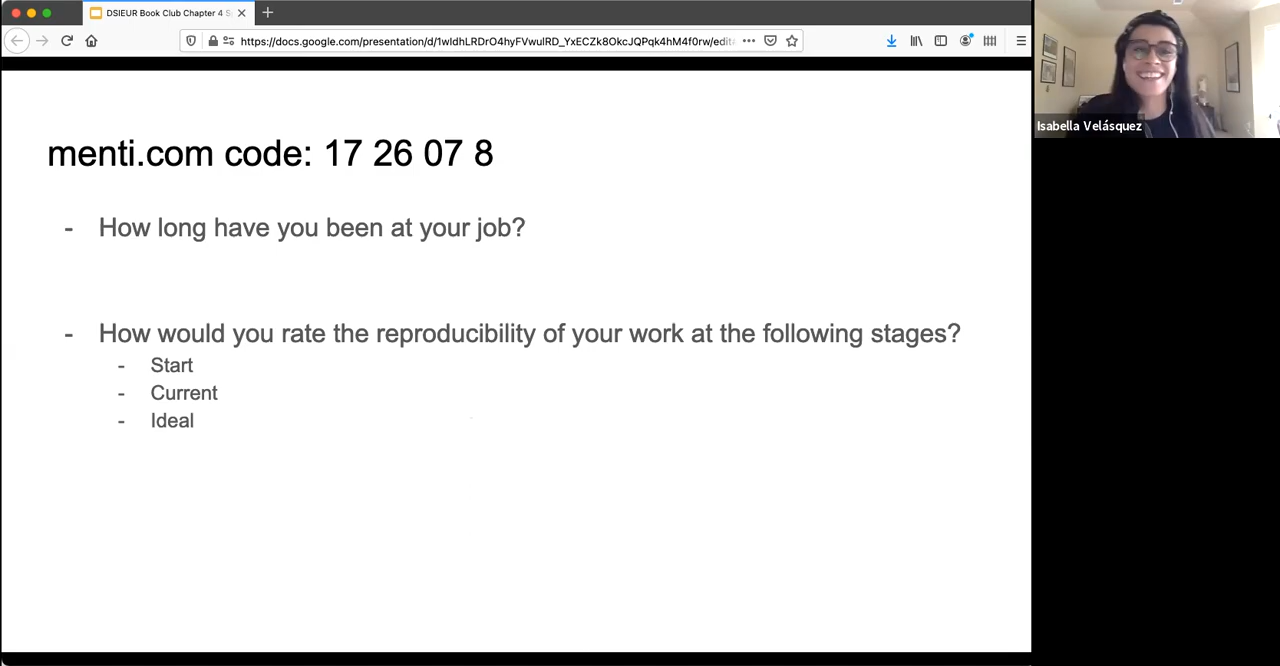 DSIEUR Book Club Chapter 4 S
https://docs.google.com/presentation/d/1wIdhLRDrO4hyFVwulRD_YxECZk8OkcJQPqk4hM4f0rw/edit
Isabella Velásquez
menti.com code: 17 26 07 8
- How long have you been at your job?
- How would you rate the reproducibility of your work at the following stages?
- Start
- Current
- Ideal